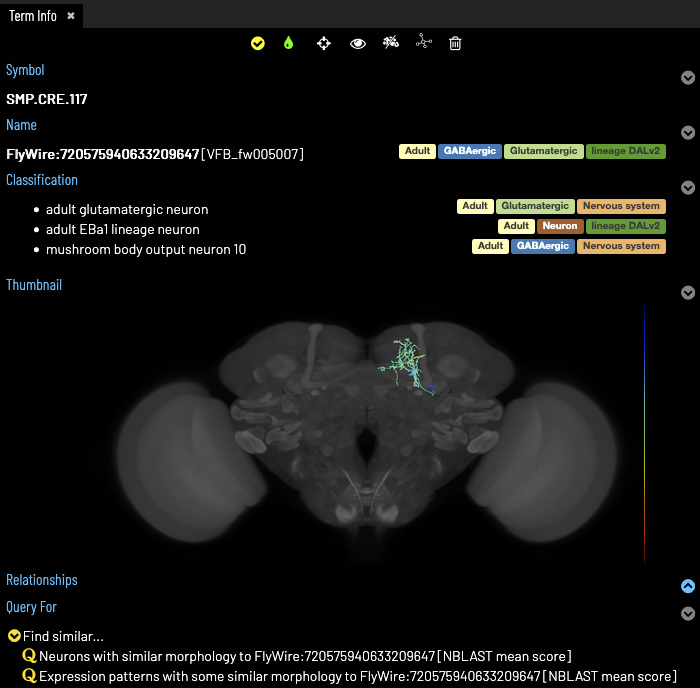 Term Info ✖
Symbol
SMP.CRE.117
Name
FlyWire:720575940633209647 [VFB_fw005007] Adult GABAergic Glutamatergic lineage DALv2
Classification
• adult glutamatergic neuron Adult Glutamatergic Nervous system
• adult EBa1 lineage neuron Adult Neuron lineage DALv2
• mushroom body output neuron 10 Adult GABAergic Nervous system
Thumbnail
Relationships
Query For
Find similar...
Q Neurons with similar morphology to FlyWire:720575940633209647 [NBLAST mean score]
Q Expression patterns with some similar morphology to FlyWire:720575940633209647 [NBLAST mean score]